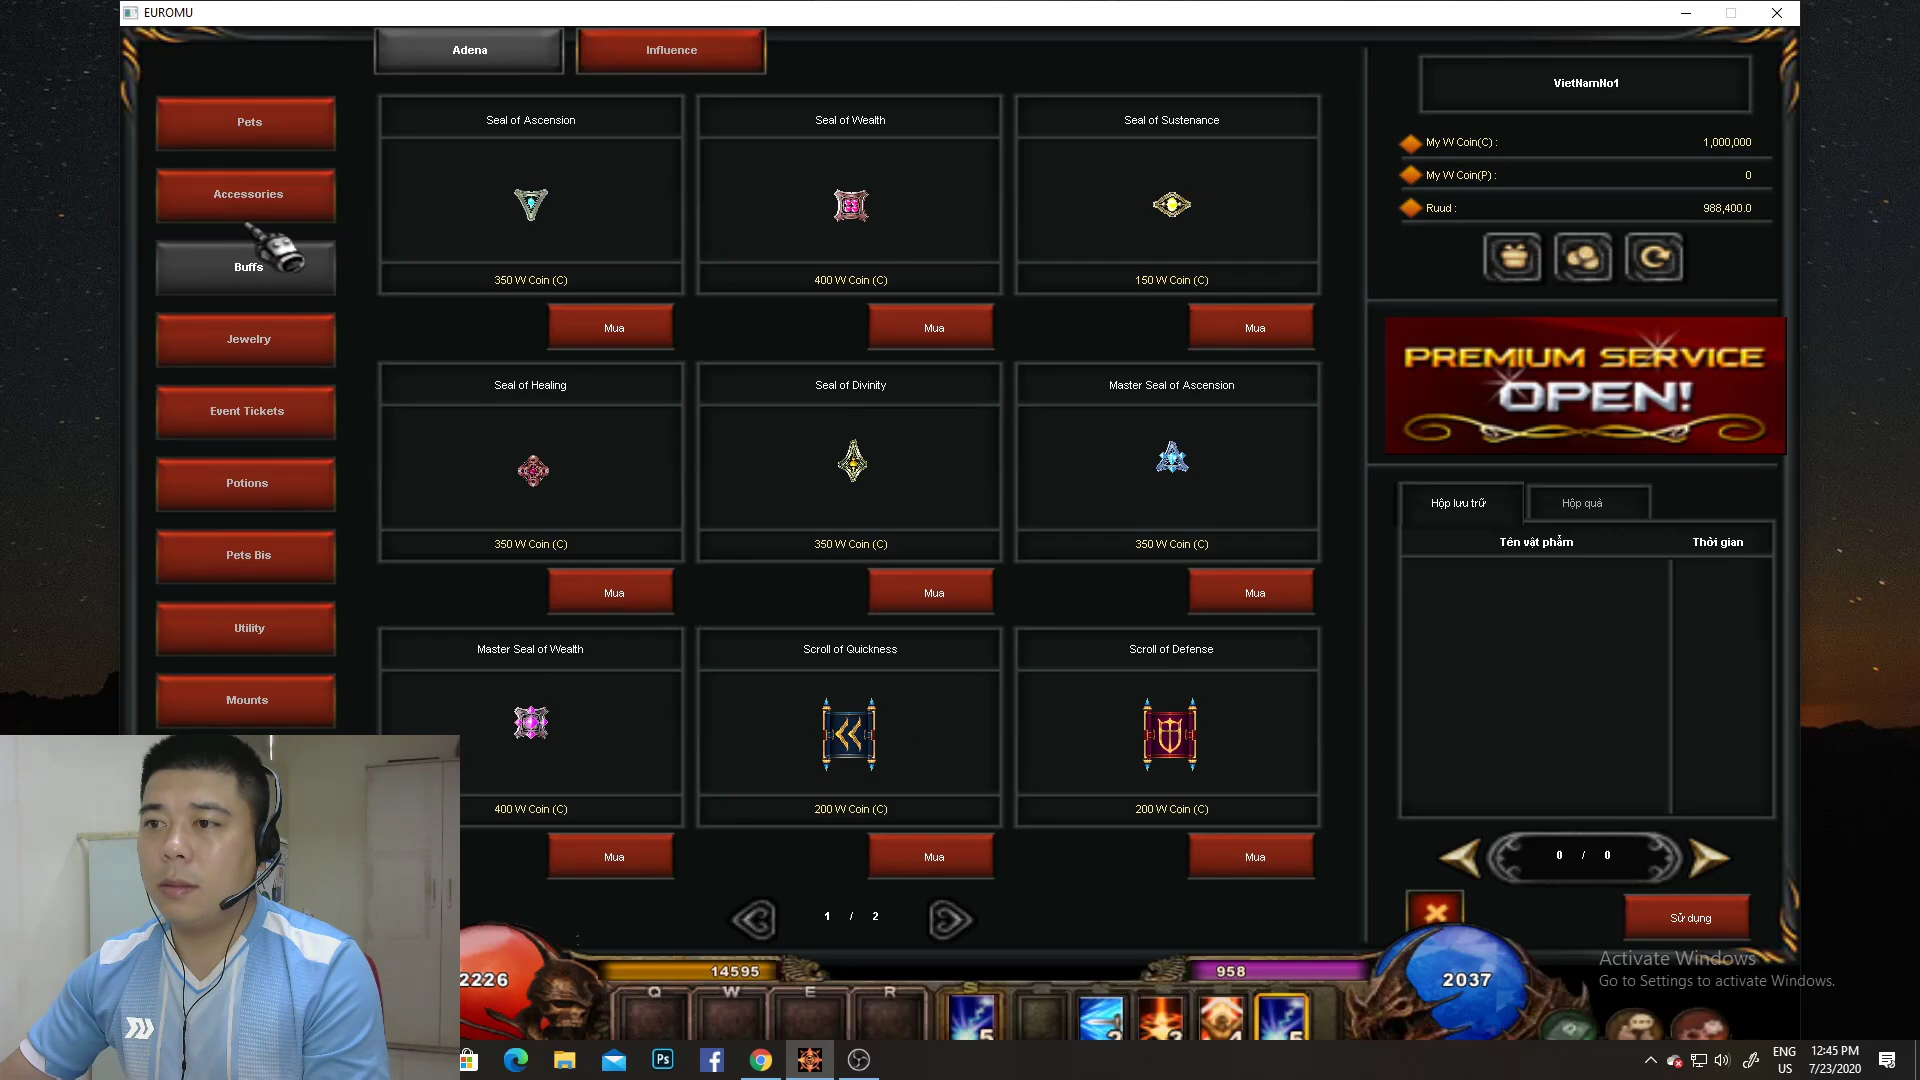 EUROMU
Adena
Influence
VietNamNo1
Pets
Accessories
Buffs
Jewelry
Event Tickets
Potions
Pets Bis
Utility
Mounts
Seal of Ascension
Seal of Wealth
Seal of Sustenance
350 W Coin (C)
400 W Coin (C)
150 W Coin (C)
Mua
Mua
Mua
Seal of Healing
Seal of Divinity
Master Seal of Ascension
350 W Coin (C)
350 W Coin (C)
350 W Coin (C)
Mua
Mua
Mua
Master Seal of Wealth
Scroll of Quickness
Scroll of Defense
400 W Coin (C)
200 W Coin (C)
200 W Coin (C)
Mua
Mua
Mua
1 / 2
My W Coin(C) : 1,000,000
My W Coin(P) : 0
Ruud : 988,400.0
PREMIUM SERVICE
OPEN!
Hộp lưu trữ
Hộp quà
Tên vật phẩm
Thời gian
0 / 0
Sử dụng
Activate Windows
Go to Settings to activate Windows.
2226
14595
958
2037
Q W E R
Ps
ENG
US
12:45 PM
7/23/2020